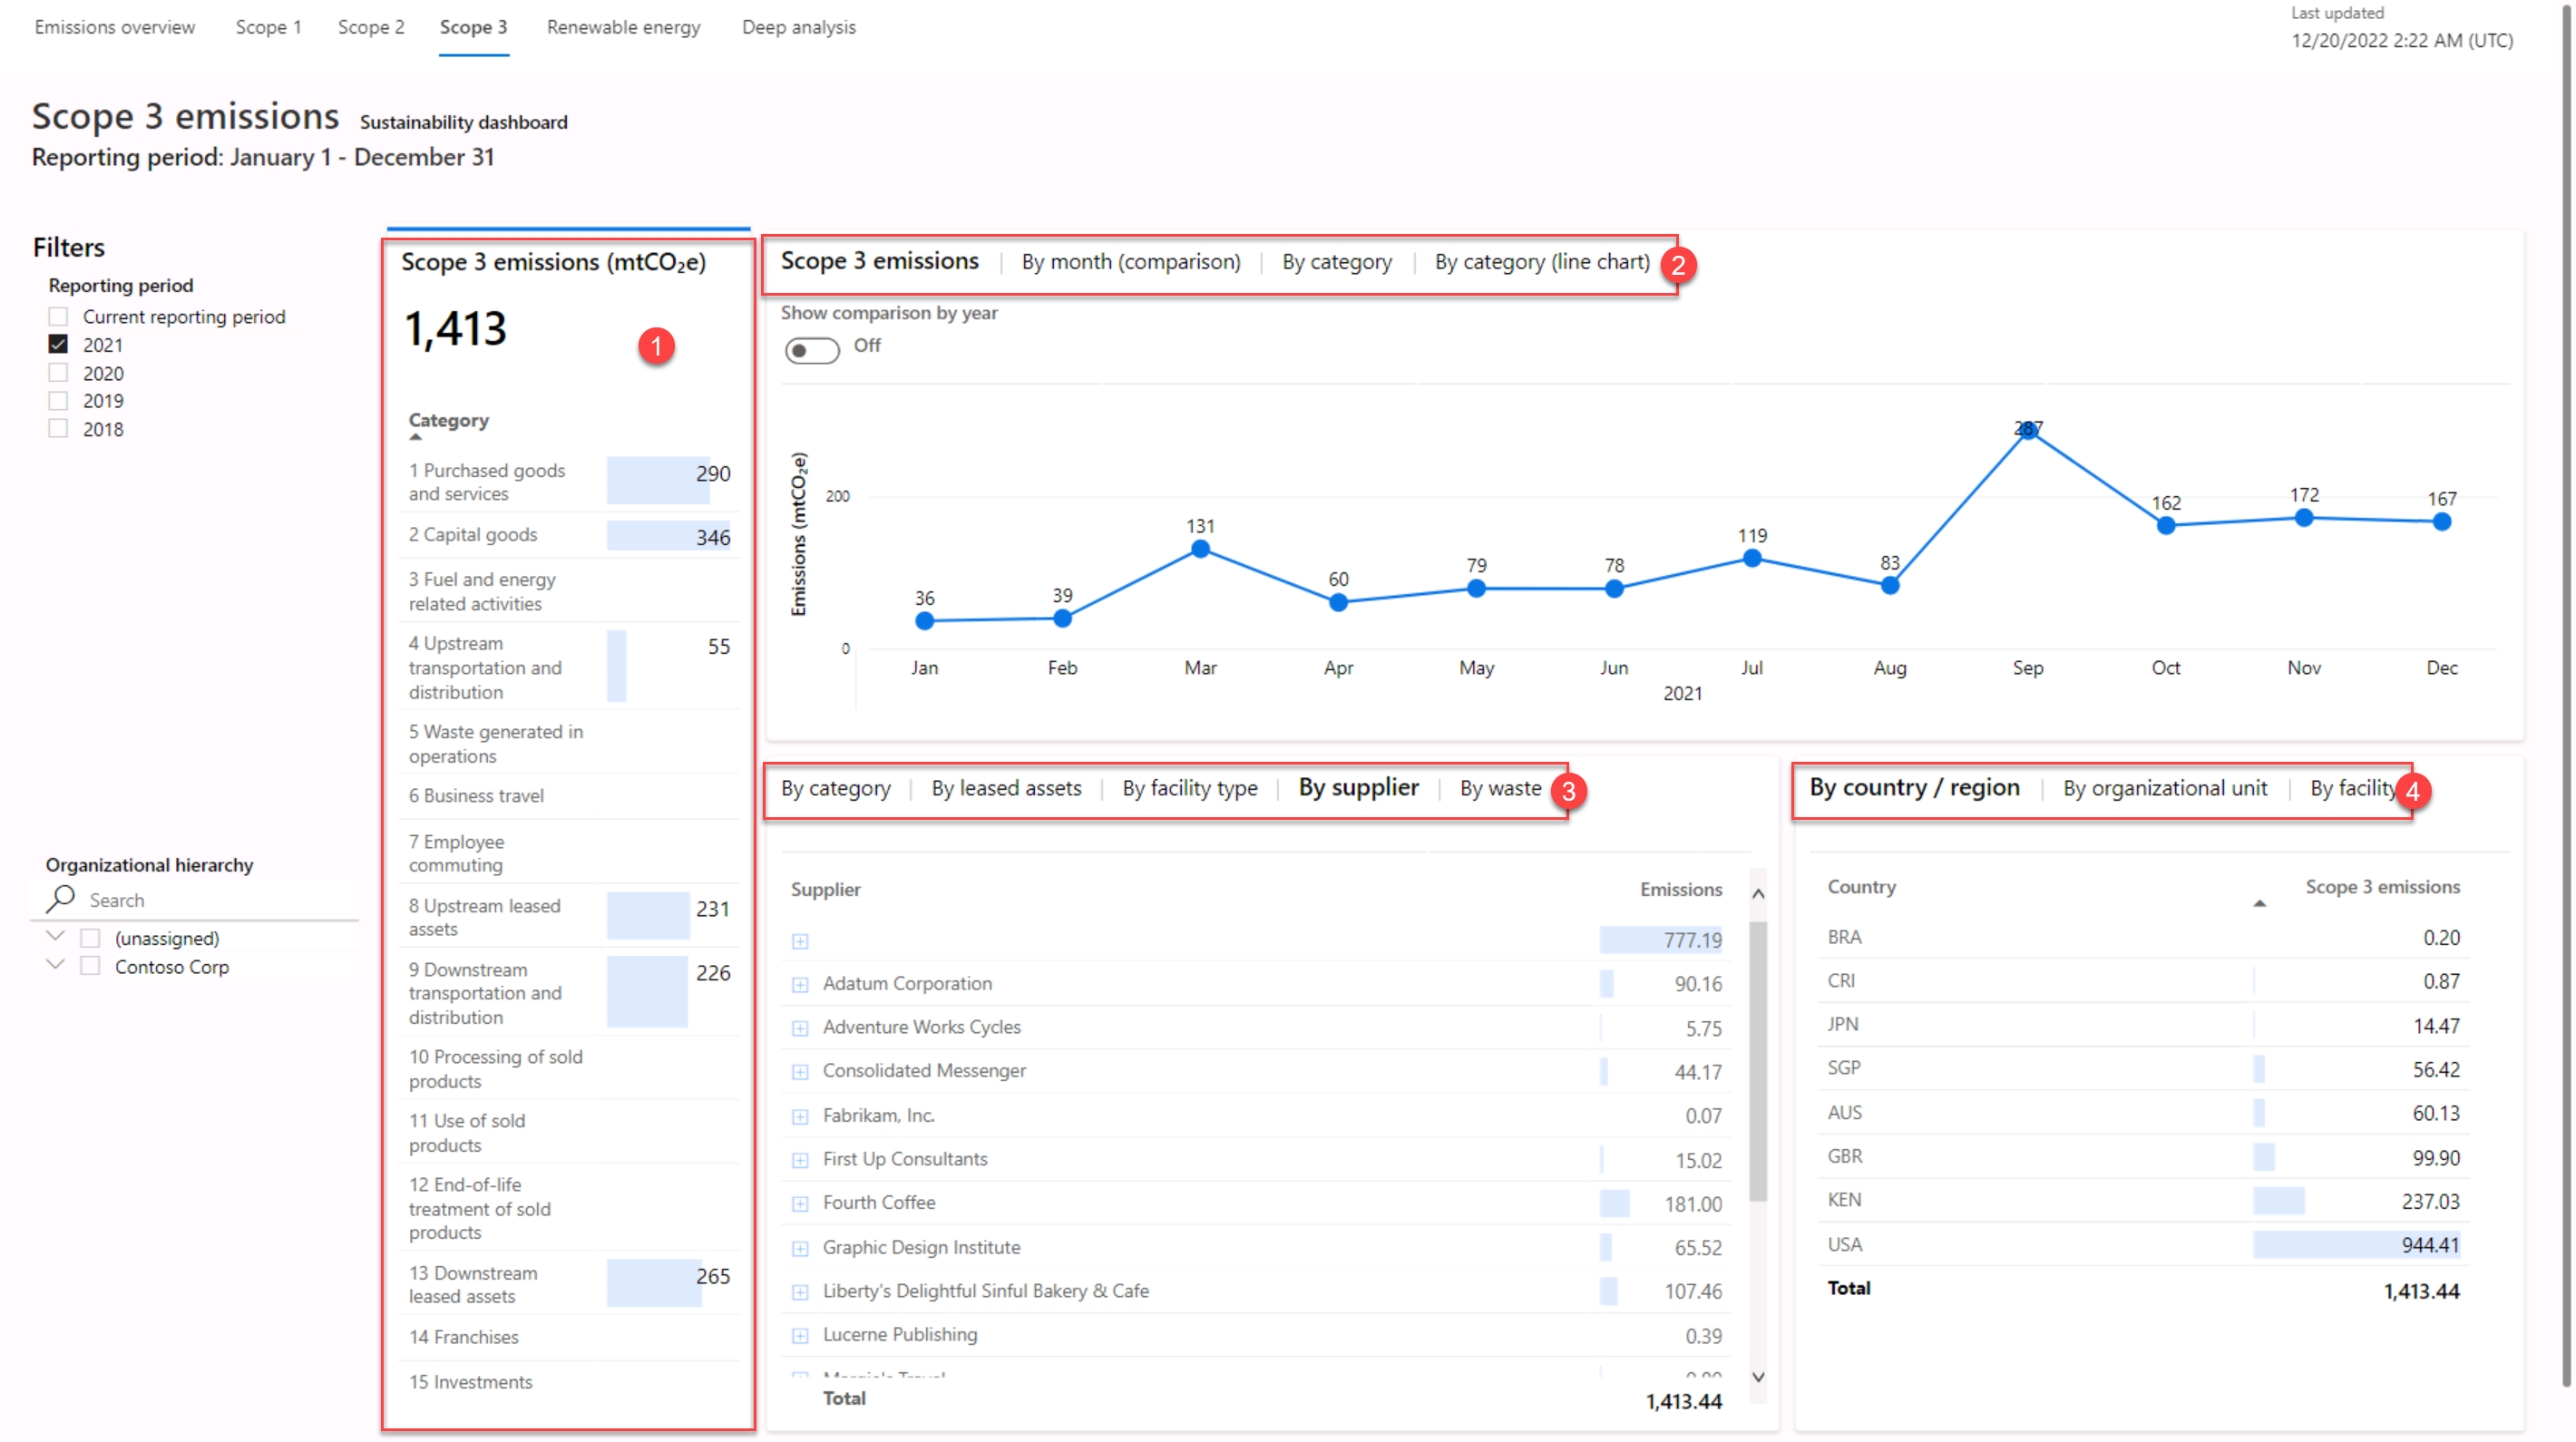 Emissions overview Scope 1 Scope 2 Scope 3 Renewable energy Deep analysis
Last updated
12/20/2022 2:22 AM (UTC)
Scope 3 emissions Sustainability dashboard
Reporting period: January 1 - December 31
Filters
Reporting period
Current reporting period
2021
2020
2019
2018
Organizational hierarchy
Search
(unassigned)
Contoso Corp
Scope 3 emissions (mtCO₂e)
1,413
1
Category
1 Purchased goods 290
and services
2 Capital goods 346
3 Fuel and energy
related activities
4 Upstream 55
transportation and
distribution
5 Waste generated in
operations
6 Business travel
7 Employee
commuting
8 Upstream leased 231
assets
9 Downstream 226
transportation and
distribution
10 Processing of sold
products
11 Use of sold
products
12 End-of-life
treatment of sold
products
13 Downstream 265
leased assets
14 Franchises
15 Investments
Scope 3 emissions | By month (comparison) | By category | By category (line chart) 2
Show comparison by year
Off
Emissions (mtCO₂e)
200
0
36 39 131 60 79 78 119 83 287 162 172 167
Jan Feb Mar Apr May Jun Jul Aug Sep Oct Nov Dec
2021
By category | By leased assets | By facility type | By supplier | By waste 3
Supplier Emissions
777.19
Adatum Corporation 90.16
Adventure Works Cycles 5.75
Consolidated Messenger 44.17
Fabrikam, Inc. 0.07
First Up Consultants 15.02
Fourth Coffee 181.00
Graphic Design Institute 65.52
Liberty's Delightful Sinful Bakery & Cafe 107.46
Lucerne Publishing 0.39
Total 1,413.44
By country / region | By organizational unit | By facility 4
Country Scope 3 emissions
BRA 0.20
CRI 0.87
JPN 14.47
SGP 56.42
AUS 60.13
GBR 99.90
KEN 237.03
USA 944.41
Total 1,413.44